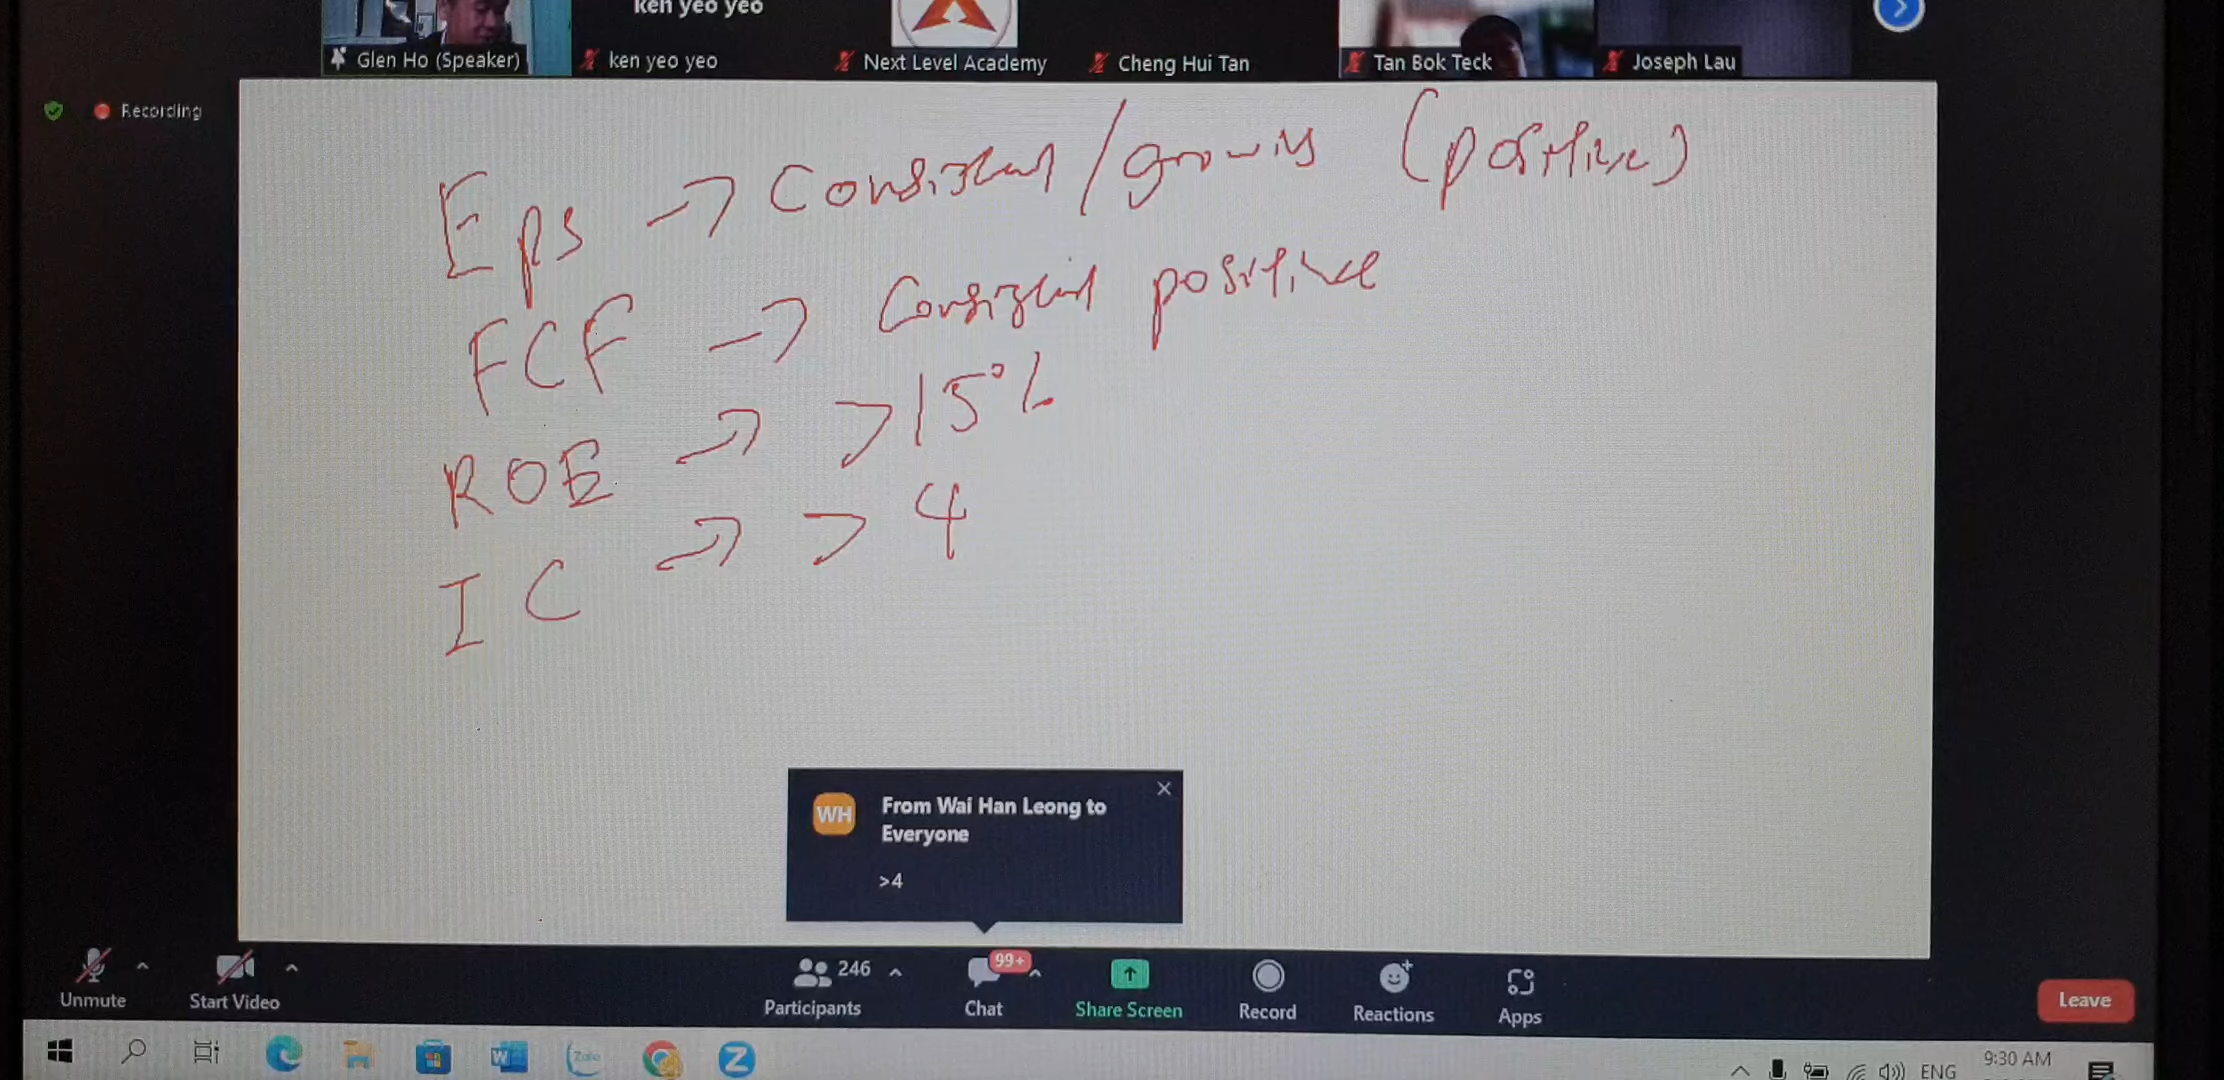 ken yeo yeo
Glen Ho (Speaker)
ken yeo yeo
Next Level Academy
Cheng Hui Tan
Tan Bok Teck
Joseph Lau
Recording
Eps → Consistent / growing (positive)
FCF → Consistent positive
ROE → >15%
IC → > 4
WH
From Wai Han Leong to
Everyone
>4
Unmute
Start Video
246
Participants
99+
Chat
Share Screen
Record
Reactions
Apps
Leave
W
Zalo
Z
ENG
9:30 AM